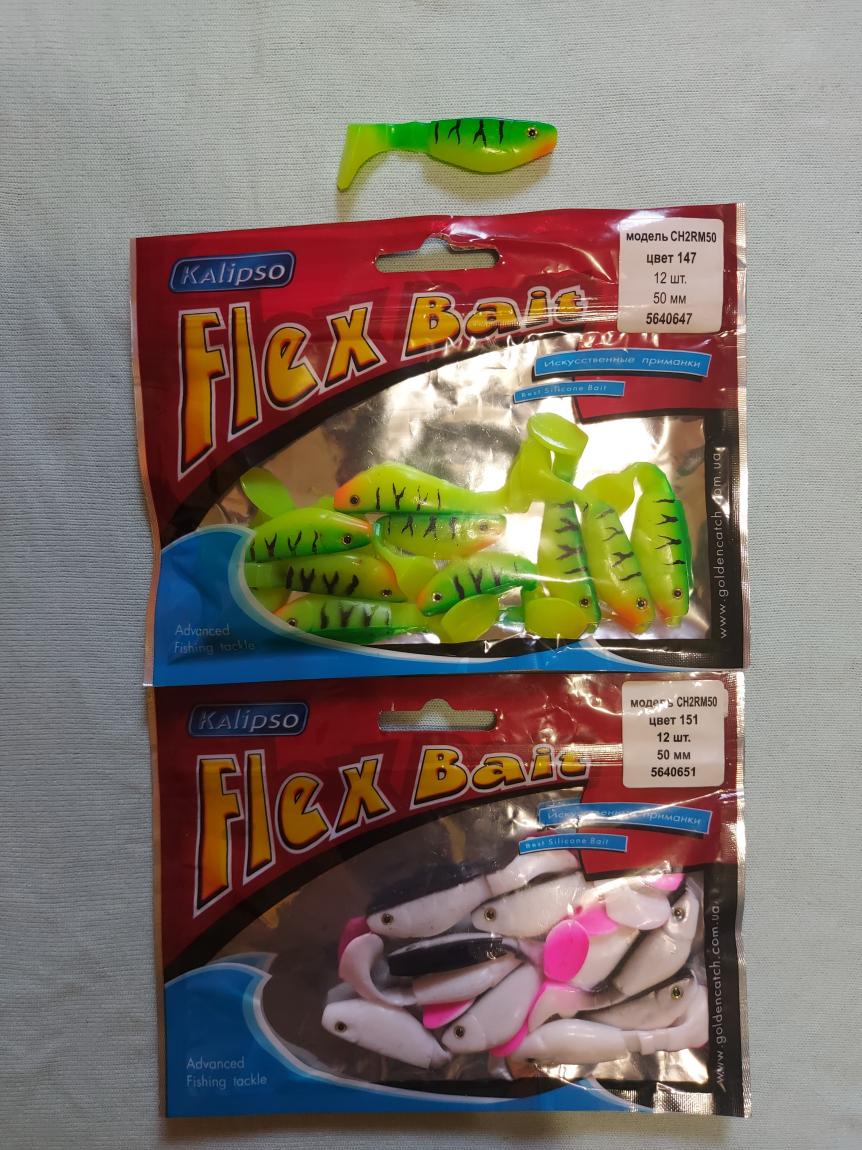 Kalipso
Flex Bait
модель CH2RM50
цвет 147
12 шт.
50 мм
5640647
Искусственные приманки
Best Silicone Bait
www.goldencatch.com.ua
Advanced
Fishing tackle
Kalipso
Flex Bait
модель CH2RM50
цвет 151
12 шт.
50 мм
5640651
Искусственные приманки
Best Silicone Bait
www.goldencatch.com.ua
Advanced
Fishing tackle